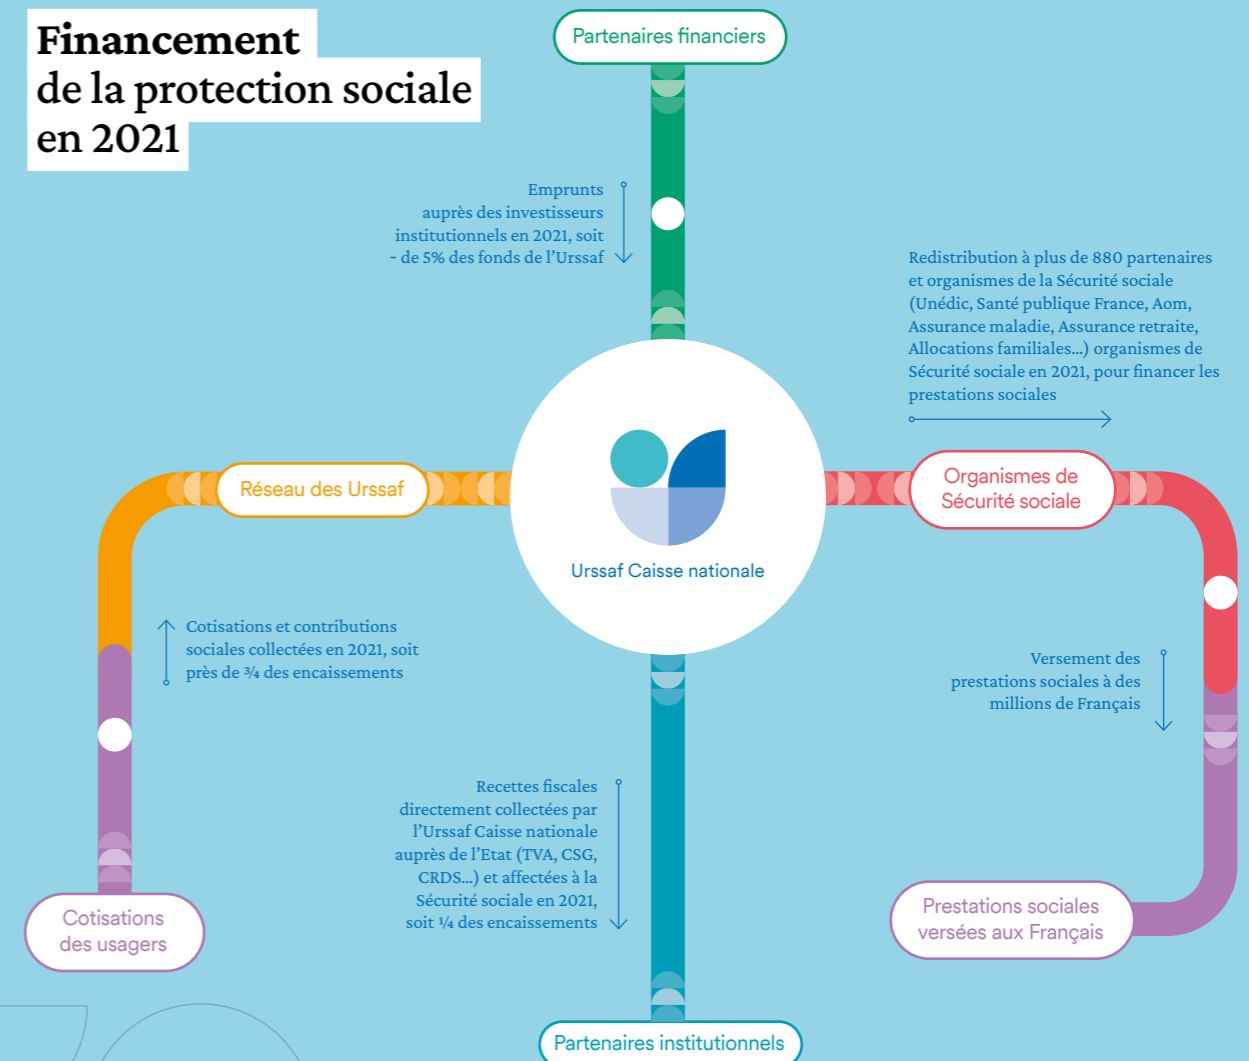 Financement
de la protection sociale
en 2021
Partenaires financiers
Emprunts
auprès des investisseurs
institutionnels en 2021, soit
- de 5% des fonds de l'Urssaf
Redistribution à plus de 880 partenaires
et organismes de la Sécurité sociale
(Unédic, Santé publique France, Aom,
Assurance maladie, Assurance retraite,
Allocations familiales…) organismes de
Sécurité sociale en 2021, pour financer les
prestations sociales
Réseau des Urssaf
Urssaf Caisse nationale
Organismes de
Sécurité sociale
Cotisations et contributions
sociales collectées en 2021, soit
près de ¾ des encaissements
Versement des
prestations sociales à des
millions de Français
Recettes fiscales
directement collectées par
l'Urssaf Caisse nationale
auprès de l'Etat (TVA, CSG,
CRDS…) et affectées à la
Sécurité sociale en 2021,
soit ¼ des encaissements
Cotisations
des usagers
Prestations sociales
versées aux Français
Partenaires institutionnels